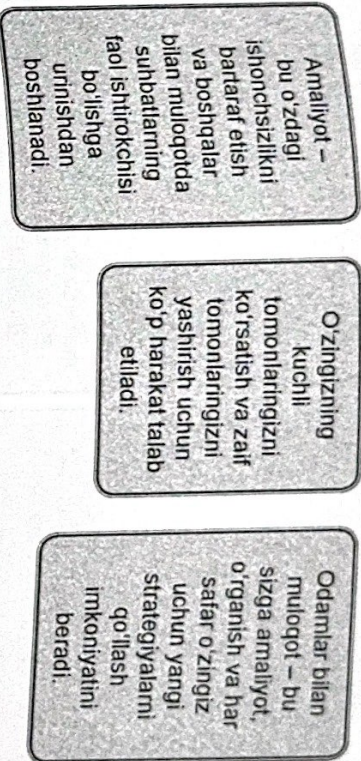 Amaliyot –
bu o'zdagi
ishonchsizlikni
bartaraf etish
va boshqalar
bilan muloqotda
suhbatlarning
faol ishtirokchisi
bo'lishga
urinishdan
boshlanadi.
O'zingizning
kuchli
tomonlaringizni
ko'rsatish va zaif
tomonlaringizni
yashirish uchun
ko'p harakat talab
etiladi.
Odamlar bilan
muloqot – bu
sizga amaliyot,
o'rganish va har
safar o'zingiz
uchun yangi
strategiyalarni
qo'llash
imkoniyatini
beradi.